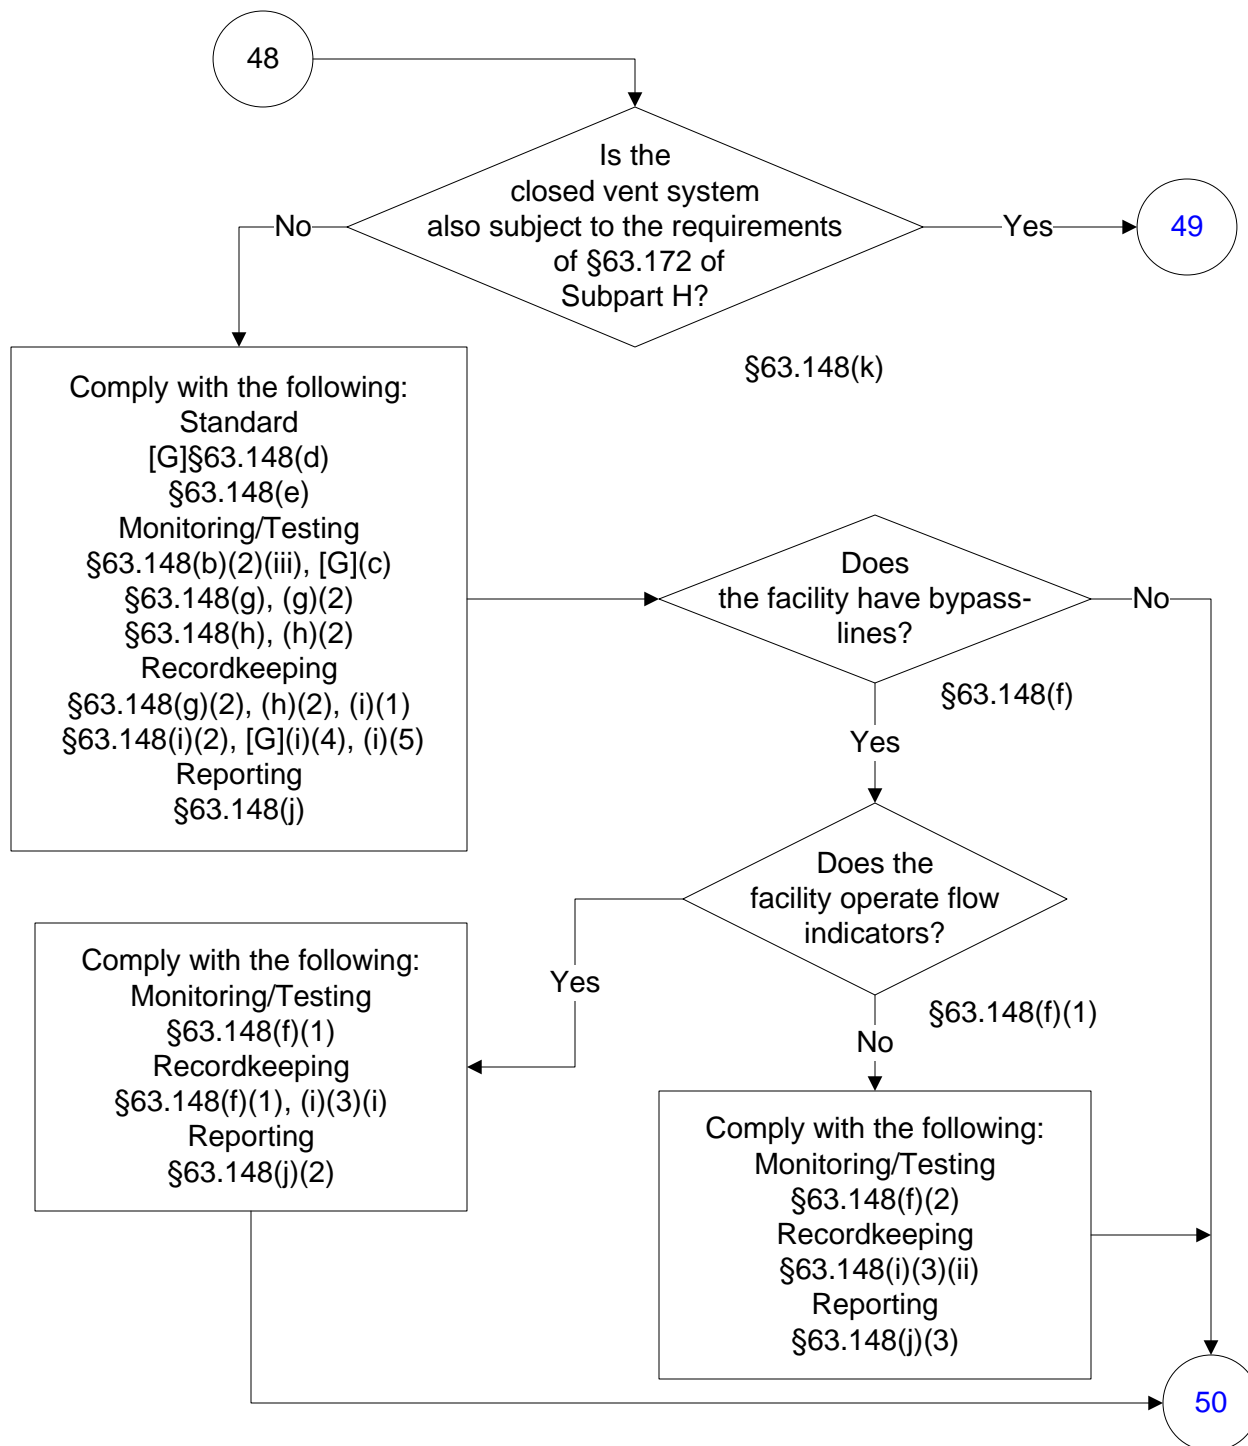 48
Is the
closed vent system
also subject to the requirements
of §63.172 of
Subpart H?
No
Yes
49
§63.148(k)
Comply with the following:
Standard
[G]§63.148(d)
§63.148(e)
Monitoring/Testing
§63.148(b)(2)(iii), [G](c)
§63.148(g), (g)(2)
§63.148(h), (h)(2)
Recordkeeping
§63.148(g)(2), (h)(2), (i)(1)
§63.148(i)(2), [G](i)(4), (i)(5)
Reporting
§63.148(j)
Does
the facility have bypass-
lines?
No
§63.148(f)
Yes
Does the
facility operate flow
indicators?
Yes
§63.148(f)(1)
No
Comply with the following:
Monitoring/Testing
§63.148(f)(1)
Recordkeeping
§63.148(f)(1), (i)(3)(i)
Reporting
§63.148(j)(2)
Comply with the following:
Monitoring/Testing
§63.148(f)(2)
Recordkeeping
§63.148(i)(3)(ii)
Reporting
§63.148(j)(3)
50